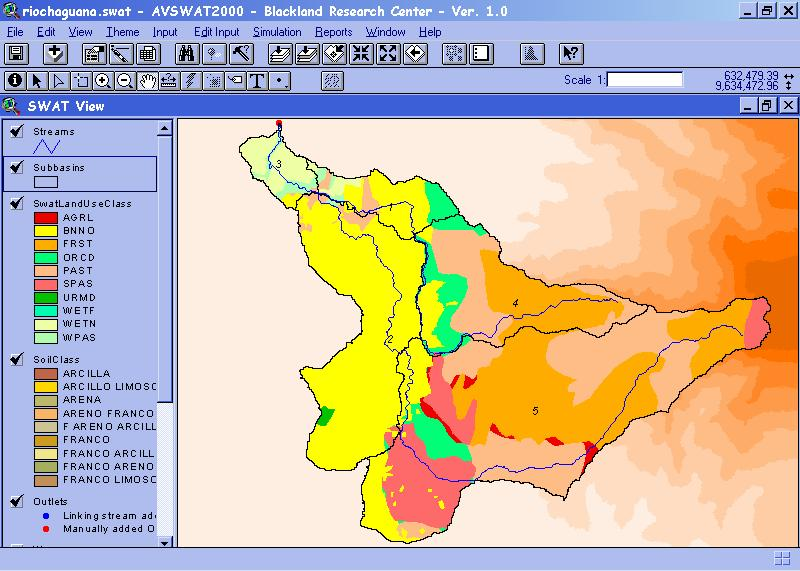 riochaguana.swat - AVSWAT2000 - Blackland Research Center - Ver. 1.0
File Edit View Theme Input Edit Input Simulation Reports Window Help
Scale 1:
632,479.39
9,634,472.96
SWAT View
Streams
Subbasins
SwatLandUseClass
AGRL
BNNO
FRST
ORCD
PAST
SPAS
URMD
WETF
WETN
WPAS
SoilClass
ARCILLA
ARCILLO LIMOSO
ARENA
ARENO FRANCO
F ARENO ARCILL
FRANCO
FRANCO ARCILL
FRANCO ARENO
FRANCO LIMOSO
Outlets
Linking stream ad
Manually added O
3
1
4
2
5